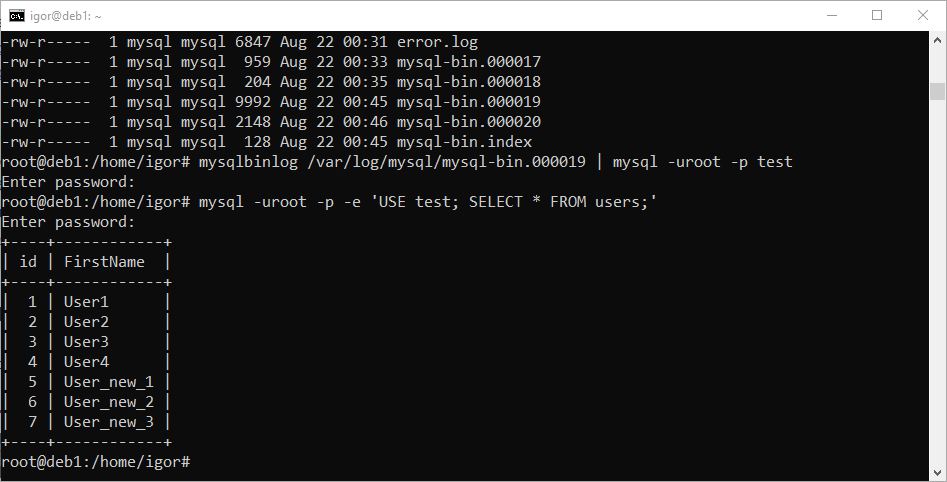 igor@deb1: ~
-rw-r-----  1 mysql mysql 6847 Aug 22 00:31 error.log
-rw-r-----  1 mysql mysql  959 Aug 22 00:33 mysql-bin.000017
-rw-r-----  1 mysql mysql  204 Aug 22 00:35 mysql-bin.000018
-rw-r-----  1 mysql mysql 9992 Aug 22 00:45 mysql-bin.000019
-rw-r-----  1 mysql mysql 2148 Aug 22 00:46 mysql-bin.000020
-rw-r-----  1 mysql mysql  128 Aug 22 00:45 mysql-bin.index
root@deb1:/home/igor# mysqlbinlog /var/log/mysql/mysql-bin.000019 | mysql -uroot -p test
Enter password:
root@deb1:/home/igor# mysql -uroot -p -e 'USE test; SELECT * FROM users;'
Enter password:
+----+------------+
| id | FirstName  |
+----+------------+
|  1 | User1      |
|  2 | User2      |
|  3 | User3      |
|  4 | User4      |
|  5 | User_new_1 |
|  6 | User_new_2 |
|  7 | User_new_3 |
+----+------------+
root@deb1:/home/igor#